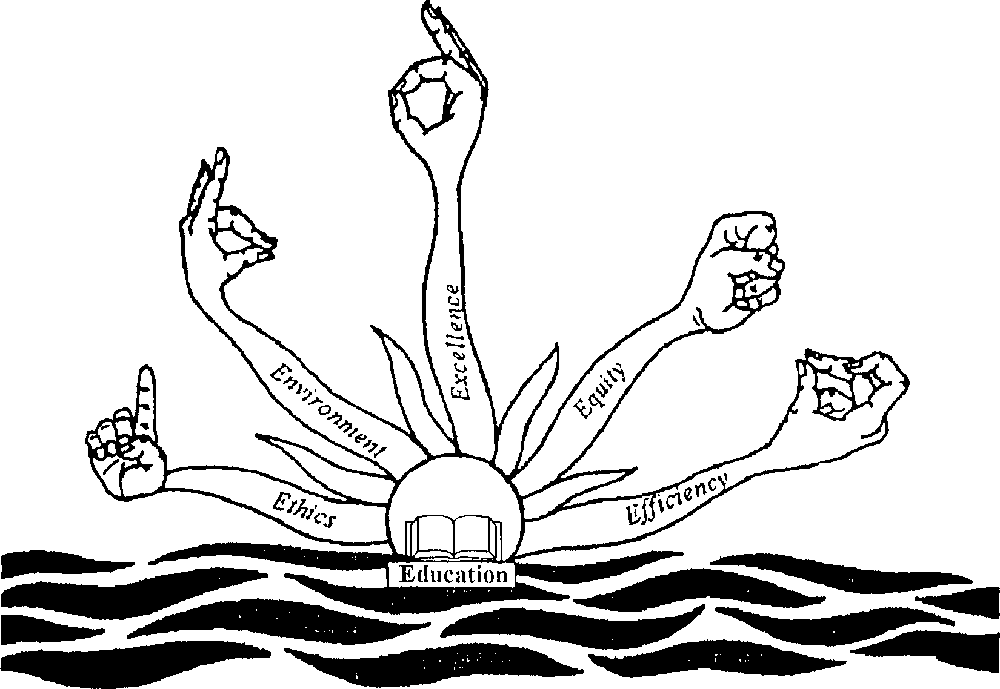 Ethics
Environment
Excellence
Equity
Efficiency
Education